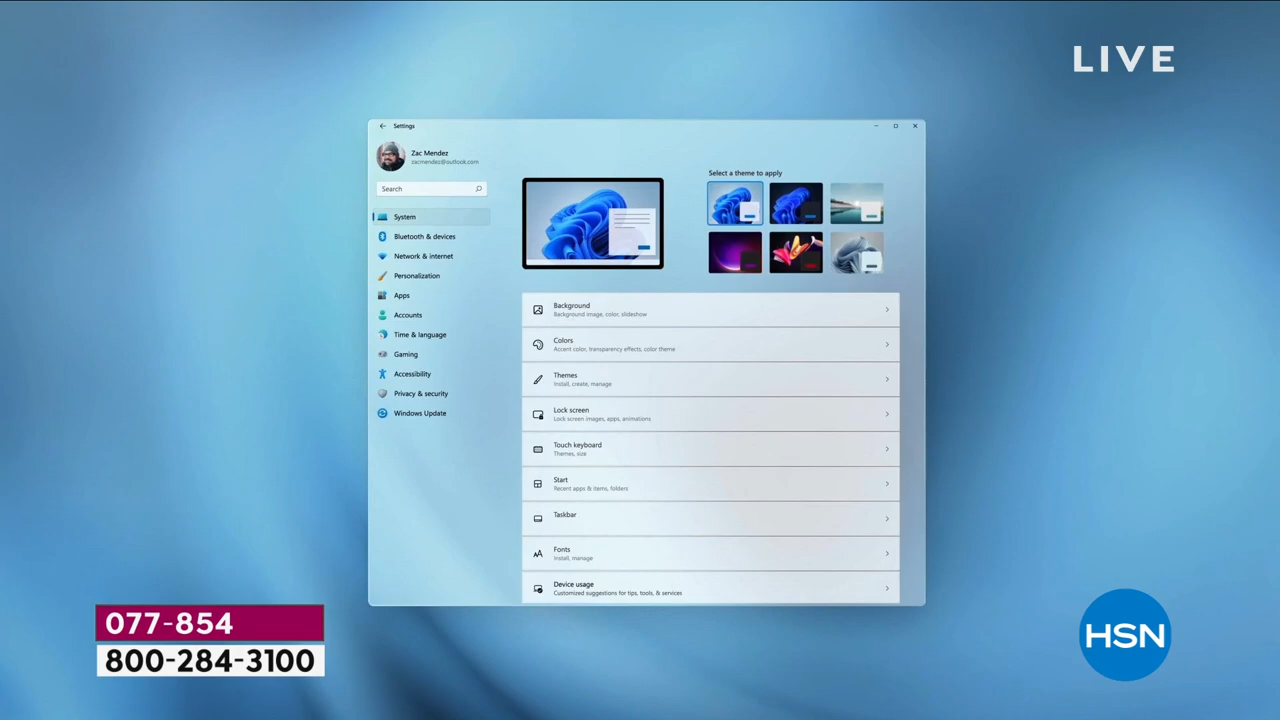 LIVE
Settings
Zac Mendez
zacmendez@outlook.com
Search
System
Bluetooth & devices
Network & internet
Personalization
Apps
Accounts
Time & language
Gaming
Accessibility
Privacy & security
Windows Update
Select a theme to apply
Background
Background image, color, slideshow
Colors
Accent color, transparency effects, color theme
Themes
Install, create, manage
Lock screen
Lock screen images, apps, animations
Touch keyboard
Themes, size
Start
Recent apps & items, folders
Taskbar
Fonts
Install, manage
Device usage
Customized suggestions for tips, tools, & services
077-854
800-284-3100
HSN